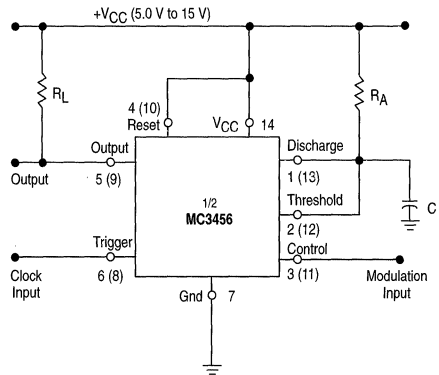 +VCC (5.0 V to 15 V)
RL
4 (10)
Reset
VCC
14
RA
Output
5 (9)
Output
Discharge
1 (13)
C
1/2
MC3456
Threshold
2 (12)
Trigger
6 (8)
Control
3 (11)
Clock
Input
Modulation
Input
Gnd
7